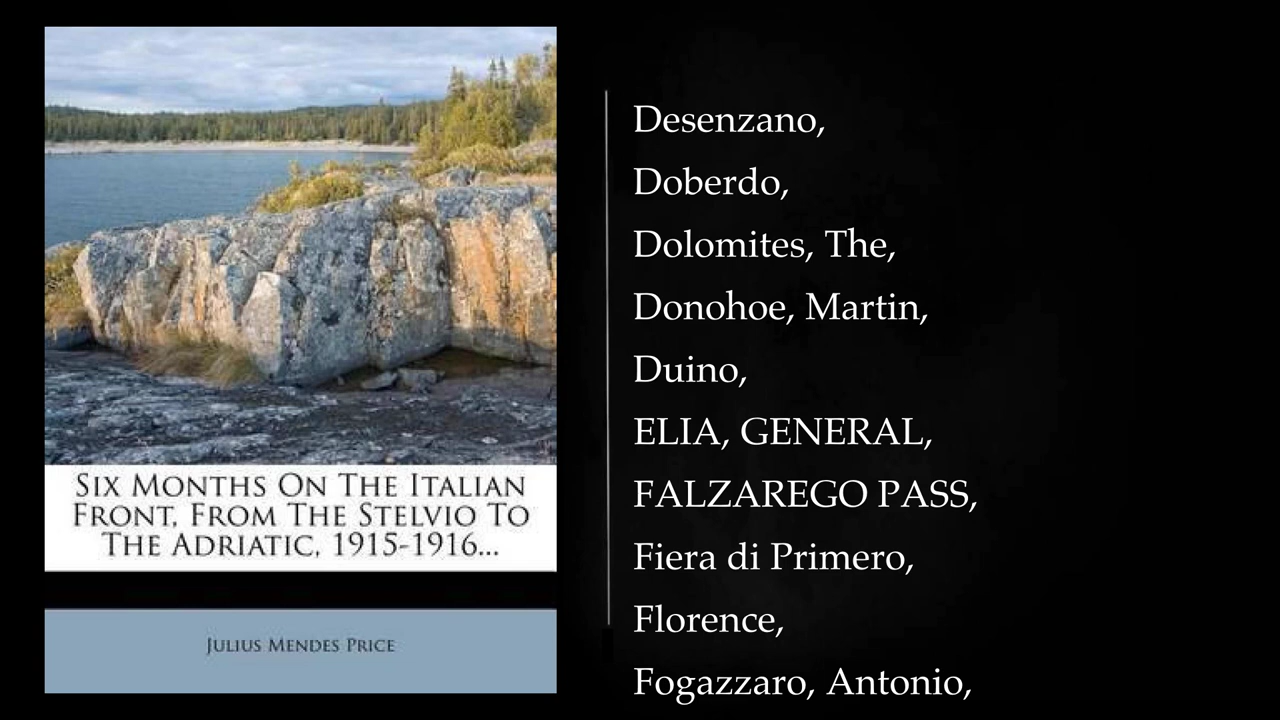 SIX MONTHS ON THE ITALIAN
FRONT, FROM THE STELVIO TO
THE ADRIATIC, 1915-1916...
JULIUS MENDES PRICE
Desenzano,
Doberdo,
Dolomites, The,
Donohoe, Martin,
Duino,
ELIA, GENERAL,
FALZAREGO PASS,
Fiera di Primero,
Florence,
Fogazzaro, Antonio,